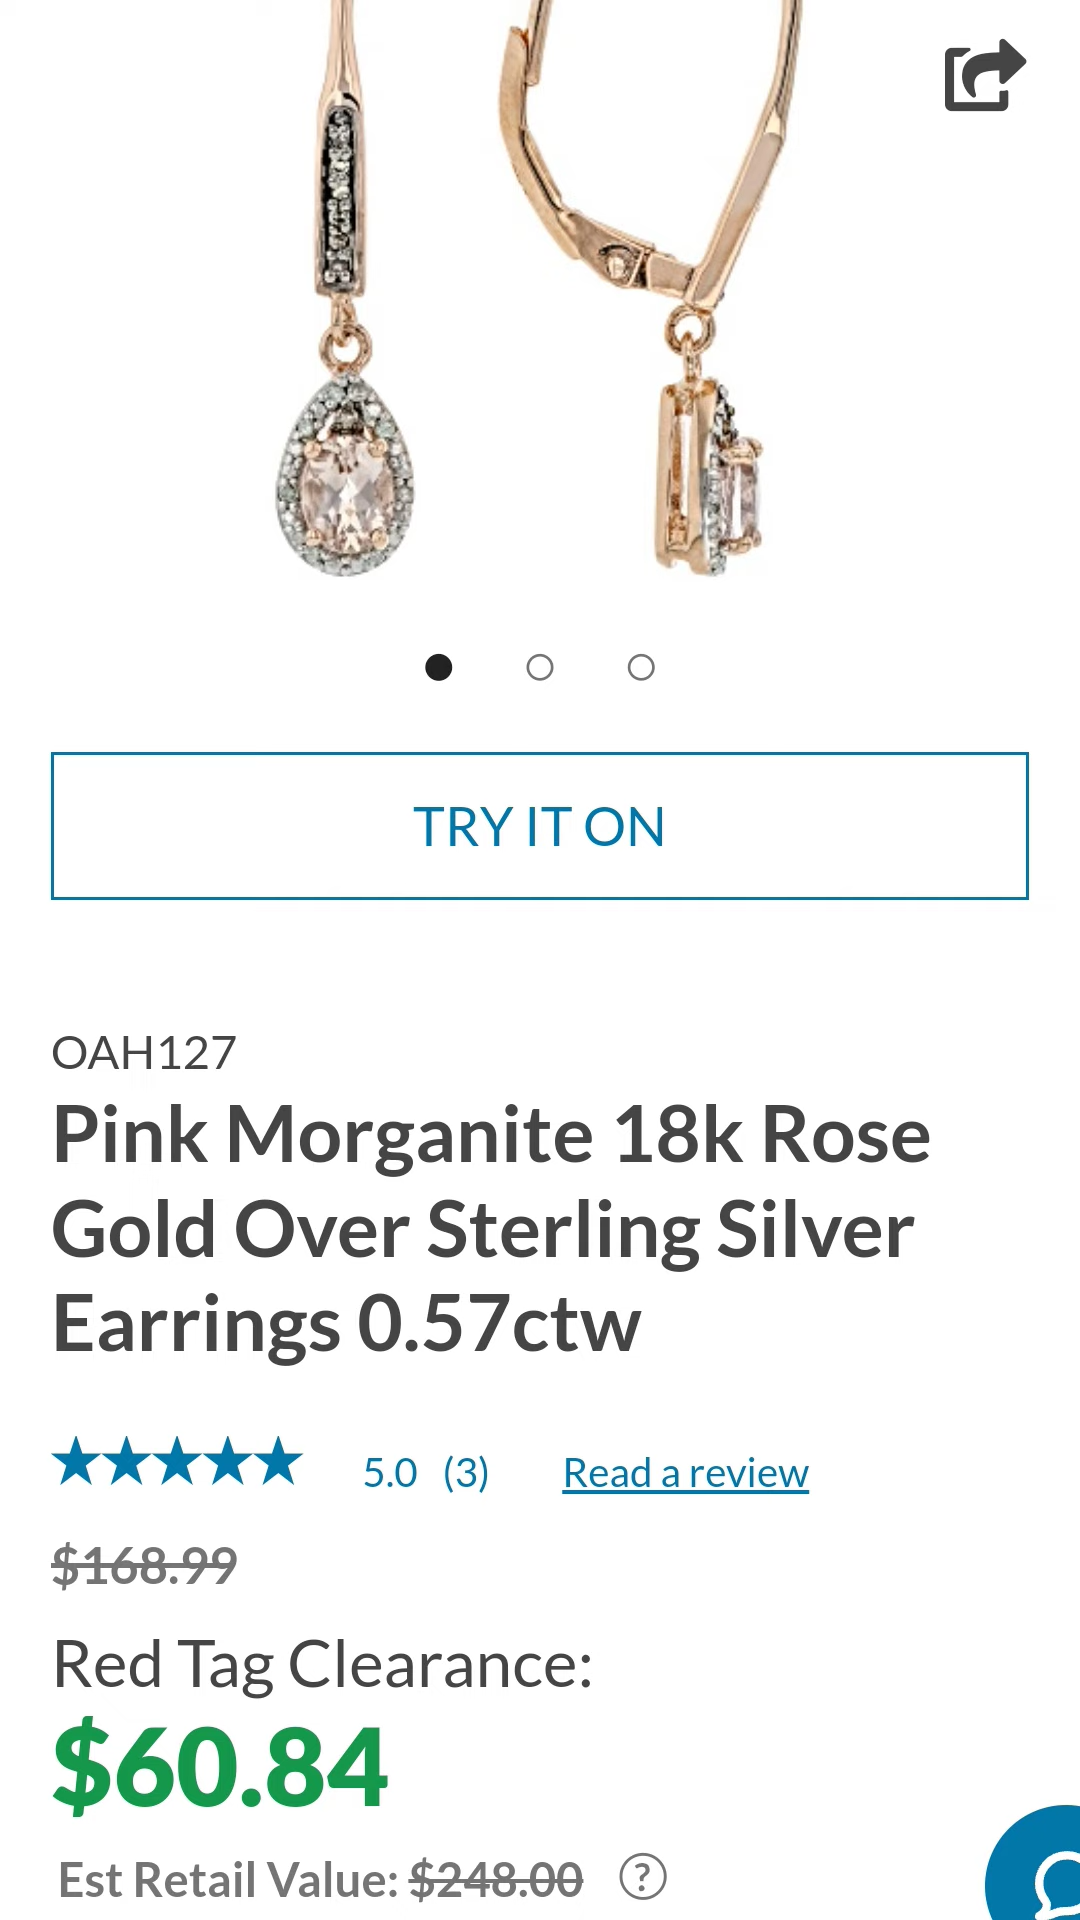 TRY IT ON
OAH127
Pink Morganite 18k Rose
Gold Over Sterling Silver
Earrings 0.57ctw
5.0 (3) Read a review
$168.99
Red Tag Clearance:
$60.84
Est Retail Value: $248.00 ?